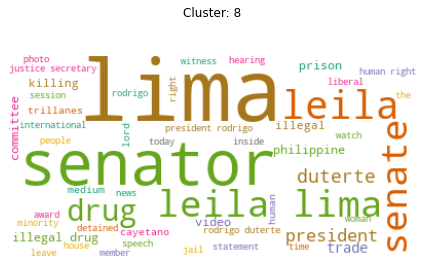 Cluster: 8
photo
justice secretary
witness
hearing
prison
human right
killing
session
rodrigo
right
liberal
the
lima
leila
trillanes
committee
international
lord
president rodrigo
illegal
watch
people
today
inside
philippine
senator
senate
medium
news
duterte
leila lima
human
woman
award
drug
video
minority
detained
cayetano
rodrigo duterte
president
illegal drug
speech
trade
leave
house
member
jail
statement
time